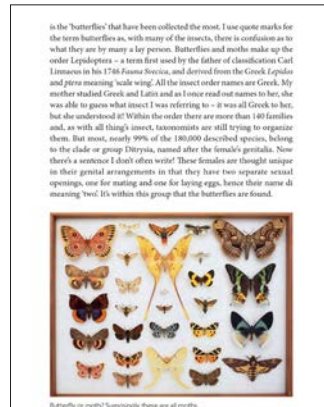 is the 'butterflies' that have been collected the most. I use quote marks for
the term butterflies as, with many of the insects, there is confusion as to
what they are by many a lay person. Butterflies and moths make up the
order Lepidoptera – a term first used by the father of classification Carl
Linnaeus in his 1746 Fauna Svecica, and derived from the Greek Lepidos
and ptera meaning 'scale wing'. All the insect order names are Greek. My
mother studied Greek and Latin and as I once read out names to her, she
was able to guess what insect I was referring to – it was all Greek to her,
but she understood it! Within the order there are more than 140 families
and, as with all thing's insect, taxonomists are still trying to organize
them. But most, nearly 99% of the 180,000 described species, belong
to the clade or group Ditrysia, named after the female's genitalia. Now
there's a sentence I don't often write! These females are thought unique
in their genital arrangements in that they have two separate sexual
openings, one for mating and one for laying eggs, hence their name di
meaning 'two'. It's within this group that the butterflies are found.
Butterfly or moths? Surprisingly, these are all moths.